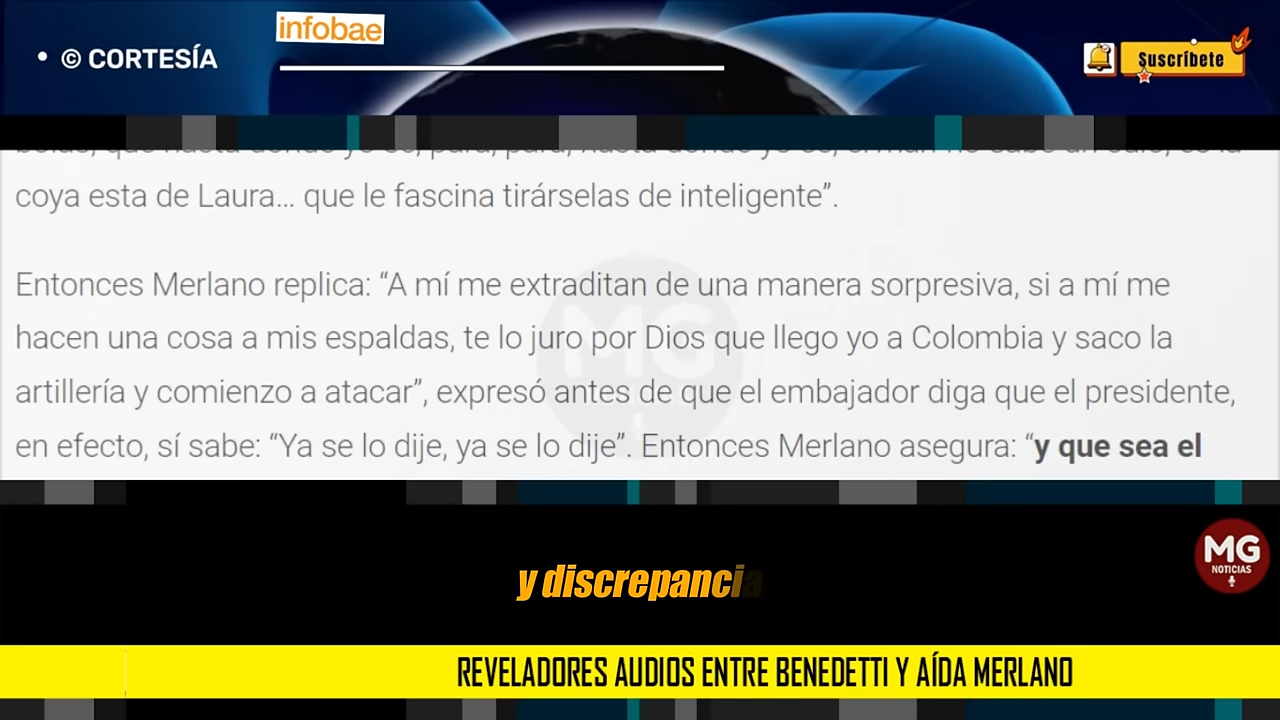 infobae
• © CORTESÍA
Suscríbete
coya esta de Laura... que le fascina tirárselas de inteligente”.
Entonces Merlano replica: “A mí me extraditan de una manera sorpresiva, si a mí me
hacen una cosa a mis espaldas, te lo juro por Dios que llego yo a Colombia y saco la
artillería y comienzo a atacar”, expresó antes de que el embajador diga que el presidente,
en efecto, sí sabe: “Ya se lo dije, ya se lo dije”. Entonces Merlano asegura: “y que sea el
MG
MG
NOTICIAS
y discrepancia
REVELADORES AUDIOS ENTRE BENEDETTI Y AÍDA MERLANO